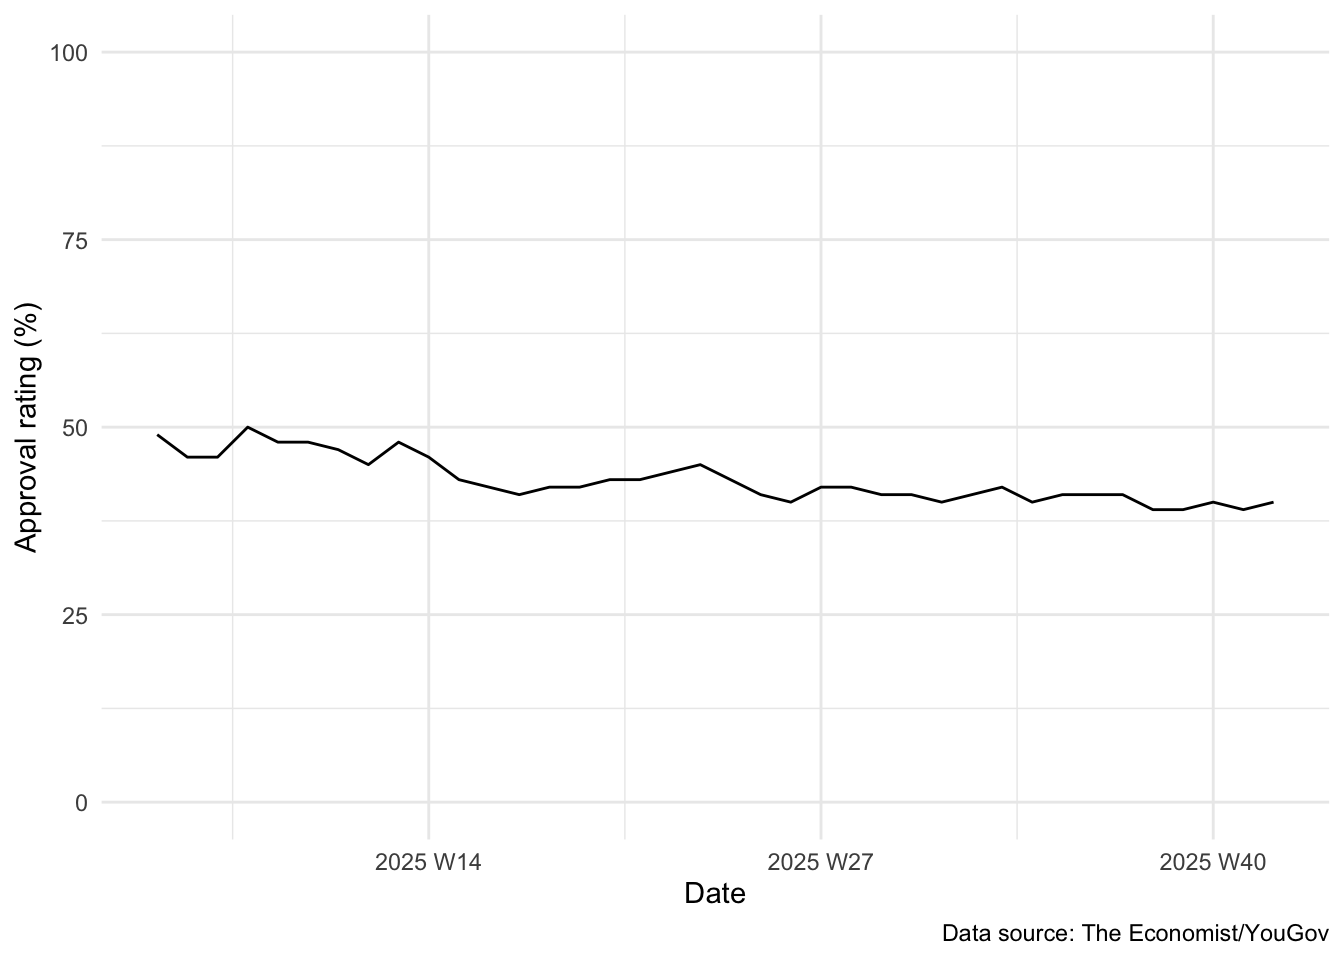 100
75
50
25
0
Approval rating (%)
2025 W14
2025 W27
2025 W40
Date
Data source: The Economist/YouGov